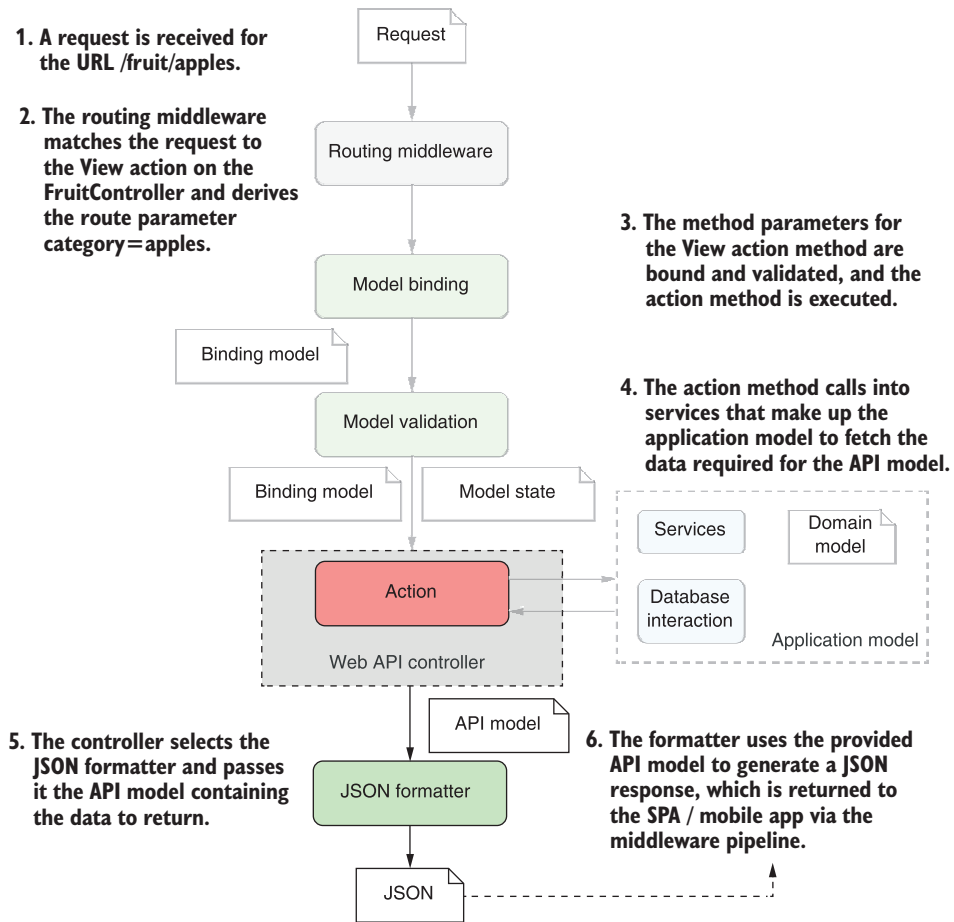 1. A request is received for
the URL /fruit/apples.
Request
2. The routing middleware
matches the request to
the View action on the
FruitController and derives
the route parameter
category=apples.
Routing middleware
3. The method parameters for
the View action method are
bound and validated, and the
action method is executed.
Model binding
Binding model
4. The action method calls into
services that make up the
application model to fetch the
data required for the API model.
Model validation
Binding model
Model state
Services
Domain
model
Action
Database
interaction
Application model
Web API controller
API model
5. The controller selects the
JSON formatter and passes
it the API model containing
the data to return.
JSON formatter
6. The formatter uses the provided
API model to generate a JSON
response, which is returned to
the SPA / mobile app via the
middleware pipeline.
JSON